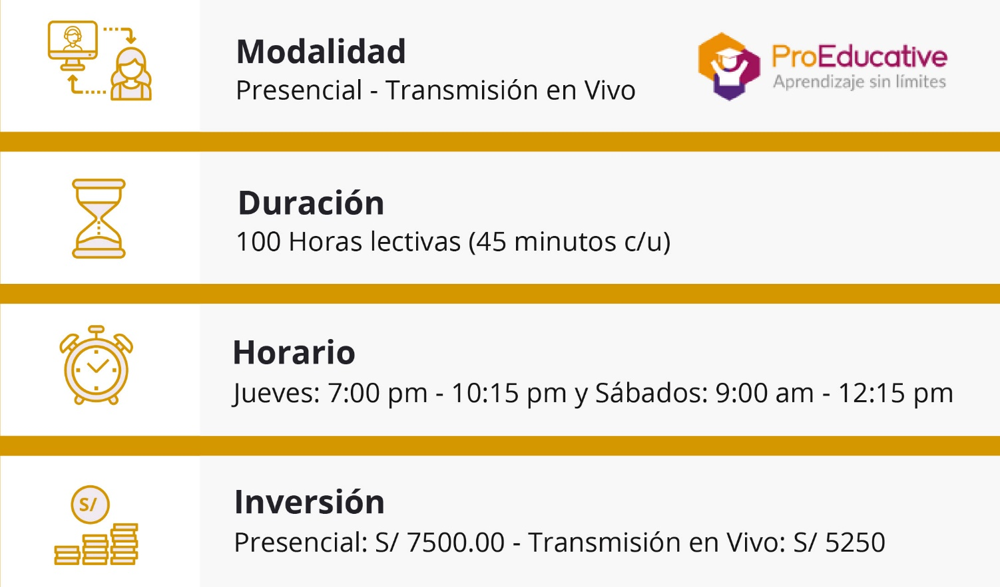 Modalidad
Presencial - Transmisión en Vivo
ProEducative
Aprendizaje sin límites
Duración
100 Horas lectivas (45 minutos c/u)
Horario
Jueves: 7:00 pm - 10:15 pm y Sábados: 9:00 am - 12:15 pm
S/
Inversión
Presencial: S/ 7500.00 - Transmisión en Vivo: S/ 5250